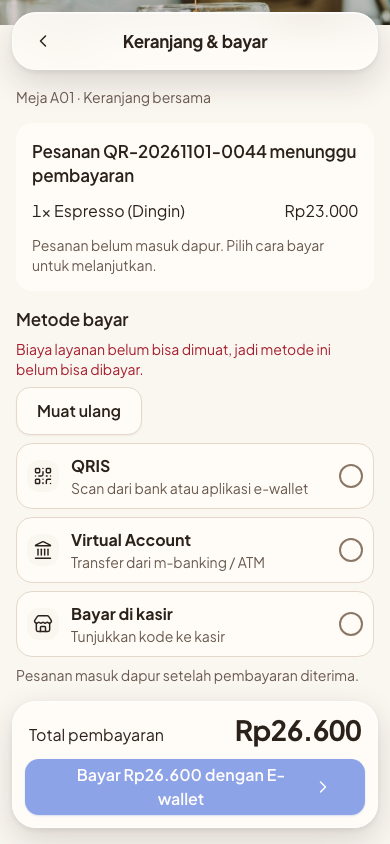 Keranjang & bayar
Meja A01 · Keranjang bersama
Pesanan QR-20261101-0044 menunggu
pembayaran
1× Espresso (Dingin) Rp23.000
Pesanan belum masuk dapur. Pilih cara bayar
untuk melanjutkan.
Metode bayar
Biaya layanan belum bisa dimuat, jadi metode ini
belum bisa dibayar.
Muat ulang
QRIS
Scan dari bank atau aplikasi e-wallet
Virtual Account
Transfer dari m-banking / ATM
Bayar di kasir
Tunjukkan kode ke kasir
Pesanan masuk dapur setelah pembayaran diterima.
Total pembayaran Rp26.600
Bayar Rp26.600 dengan E-
wallet